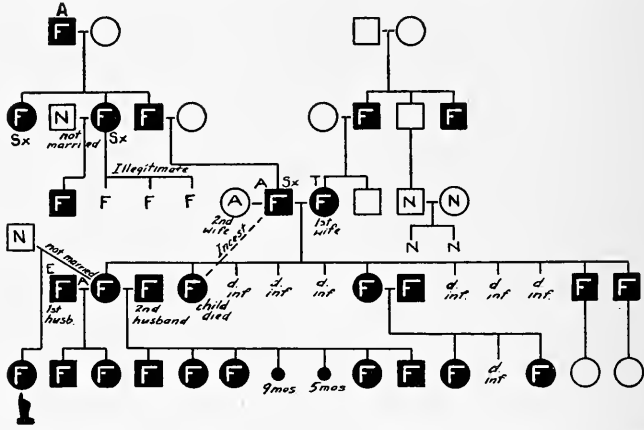 A
F
F N F F F F
Sx not married Sx
Illegitimate
F F F F
A Sx T
A F F N N
2nd wife 1st wife
Incest
N N
N not married
E A
F F F F d. inf d. inf d. inf F F d. inf. d. inf d. inf. F F
1st husb. 2nd husband child died
F F F F F F 9mos 5mos F F F d. inf F